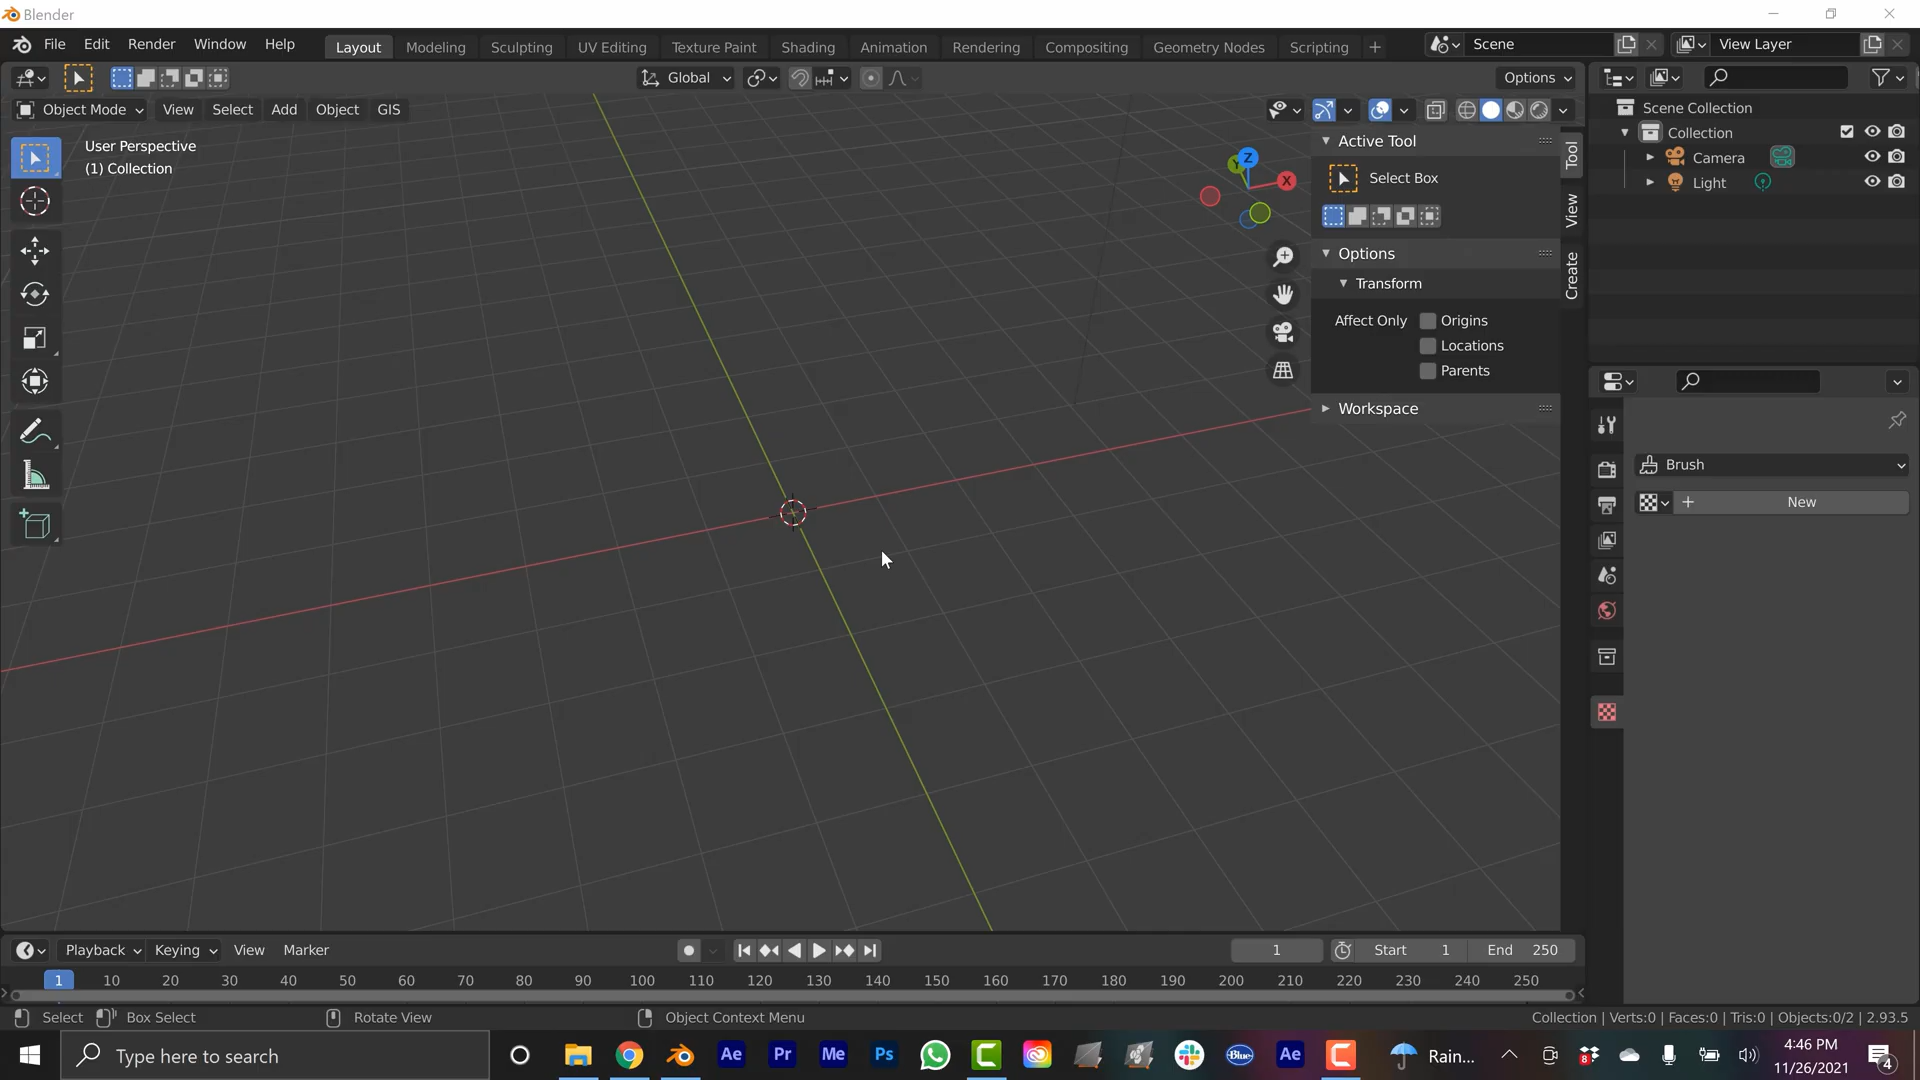 Blender
File Edit Render Window Help Layout Modeling Sculpting UV Editing Texture Paint Shading Animation Rendering Compositing Geometry Nodes Scripting + Scene View Layer
Global Options
Object Mode View Select Add Object GIS
User Perspective
(1) Collection
Z
Y
X
Active Tool
Select Box
Options
Transform
Affect Only Origins
Locations
Parents
Workspace
Tool
View
Create
Scene Collection
Collection
Camera
Light
Brush
+ New
Playback Keying View Marker 1 Start 1 End 250
1 10 20 30 40 50 60 70 80 90 100 110 120 130 140 150 160 170 180 190 200 210 220 230 240 250
Select Box Select Rotate View Object Context Menu Collection | Verts:0 | Faces:0 | Tris:0 | Objects:0/2 | 2.93.5
Type here to search Ae Pr Me Ps Blue Ae C Rain... 8 4:46 PM
11/26/2021 4